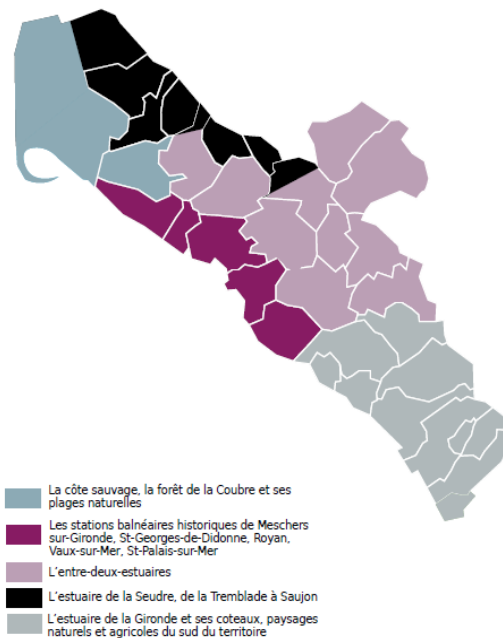 La côte sauvage, la forêt de la Coubre et ses
plages naturelles
Les stations balnéaires historiques de Meschers
sur-Gironde, St-Georges-de-Didonne, Royan,
Vaux-sur-Mer, St-Palais-sur-Mer
L'entre-deux-estuaires
L'estuaire de la Seudre, de la Tremblade à Saujon
L'estuaire de la Gironde et ses coteaux, paysages
naturels et agricoles du sud du territoire